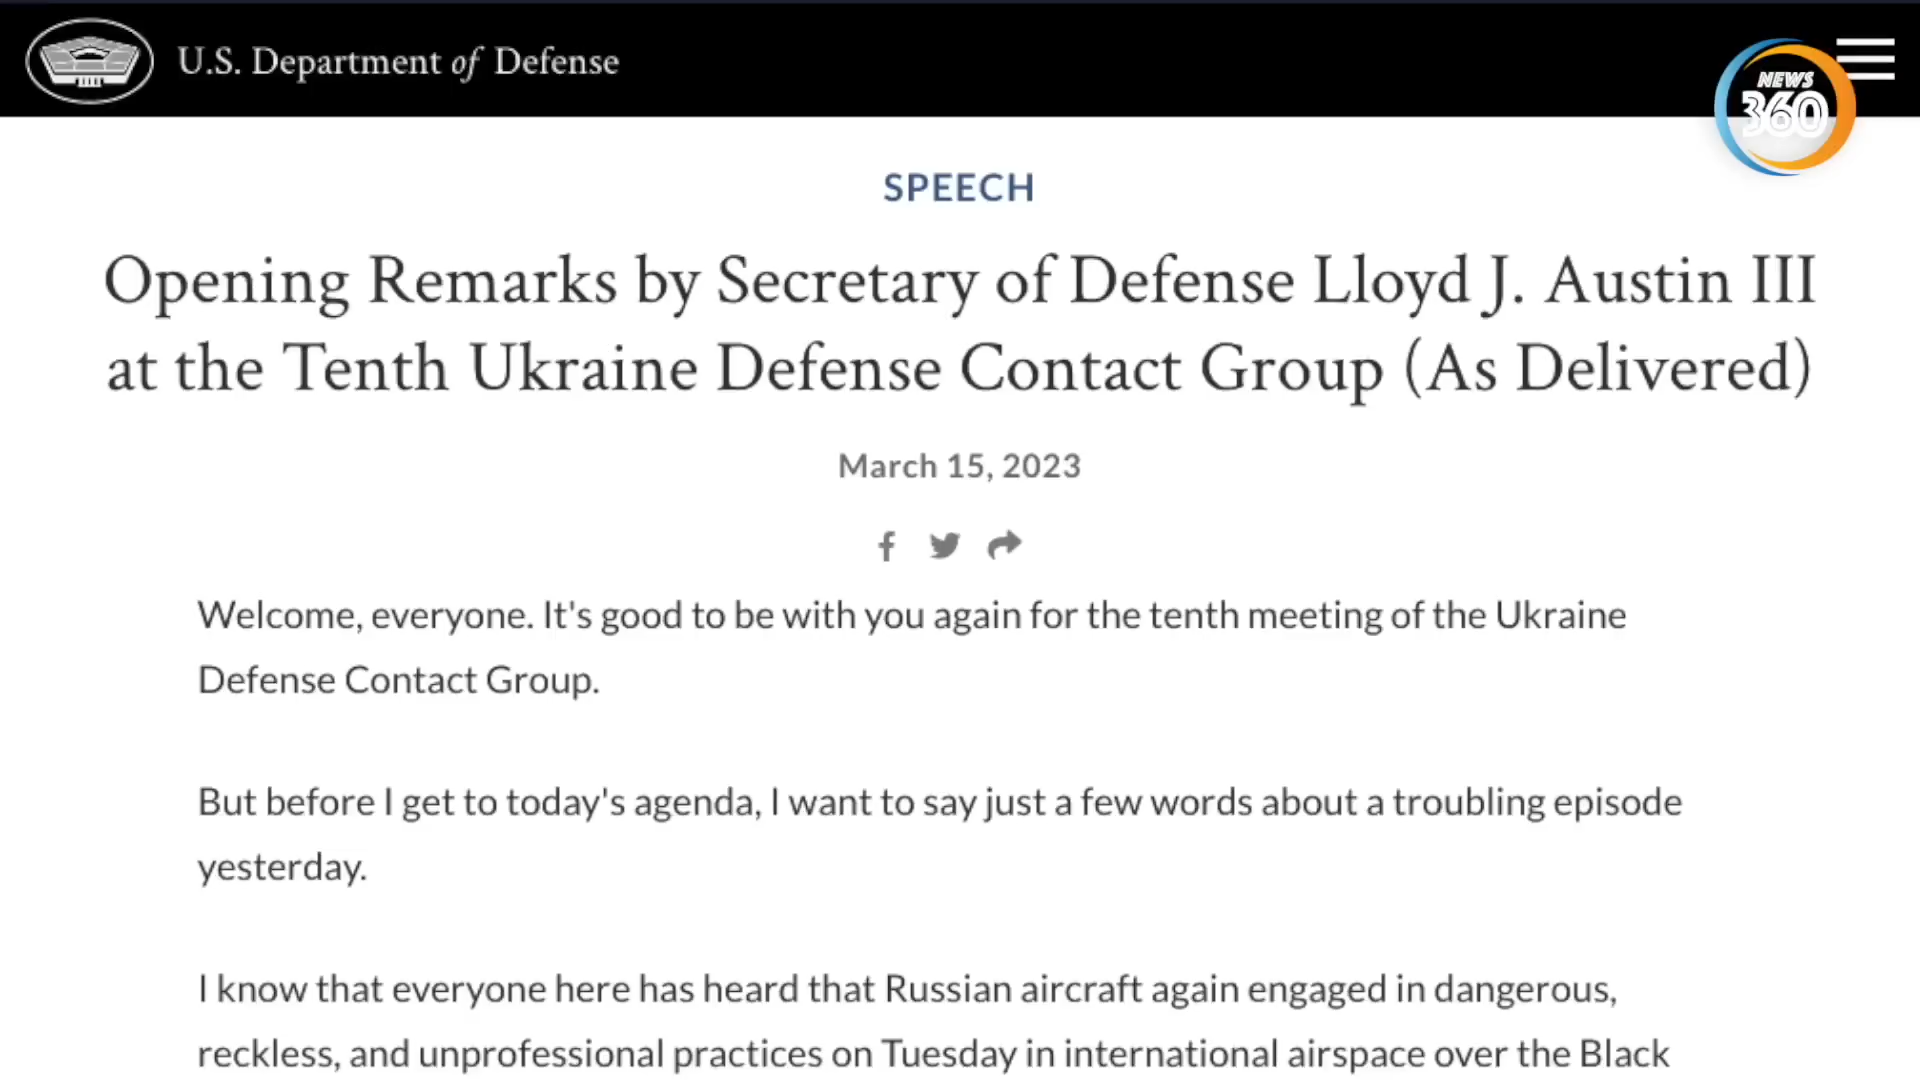 U.S. Department of Defense
NEWS
360
SPEECH
Opening Remarks by Secretary of Defense Lloyd J. Austin III
at the Tenth Ukraine Defense Contact Group (As Delivered)
March 15, 2023
Welcome, everyone. It's good to be with you again for the tenth meeting of the Ukraine
Defense Contact Group.
But before I get to today's agenda, I want to say just a few words about a troubling episode
yesterday.
I know that everyone here has heard that Russian aircraft again engaged in dangerous,
reckless, and unprofessional practices on Tuesday in international airspace over the Black